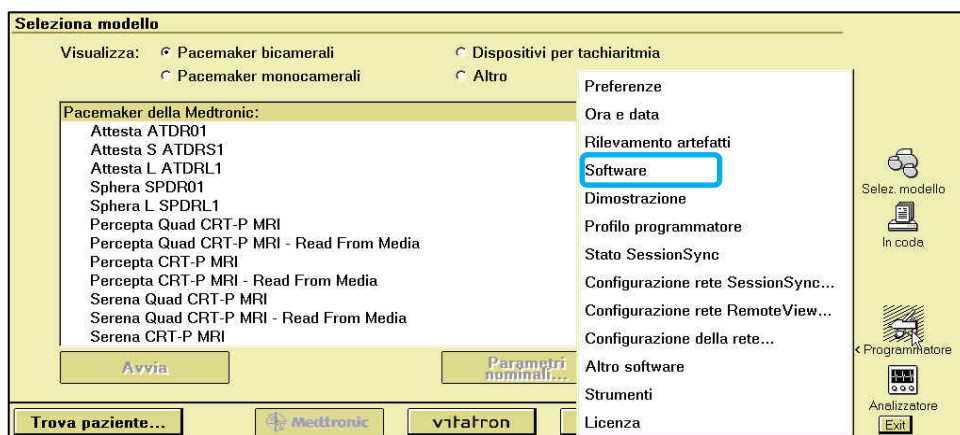 Seleziona modello
Visualizza:
Pacemaker bicamerali
Dispositivi per tachiaritmia
Pacemaker monocamerali
Altro
Pacemaker della Medtronic:
Attesta ATDR01
Attesta S ATDRS1
Attesta L ATDRL1
Sphera SPDR01
Sphera L SPDRL1
Percepta Quad CRT-P MRI
Percepta Quad CRT-P MRI - Read From Media
Percepta CRT-P MRI
Percepta CRT-P MRI - Read From Media
Serena Quad CRT-P MRI
Serena Quad CRT-P MRI - Read From Media
Serena CRT-P MRI
Avvia
Parametri
nominali...
Preferenze
Ora e data
Rilevamento artefatti
Software
Dimostrazione
Profilo programmatore
Stato SessionSync
Configurazione rete SessionSync...
Configurazione rete RemoteView...
Configurazione della rete...
Altro software
Strumenti
Licenza
Selez. modello
In coda
< Programmatore
Analizzatore
Exit
Trova paziente...
Medtronic
vitatron